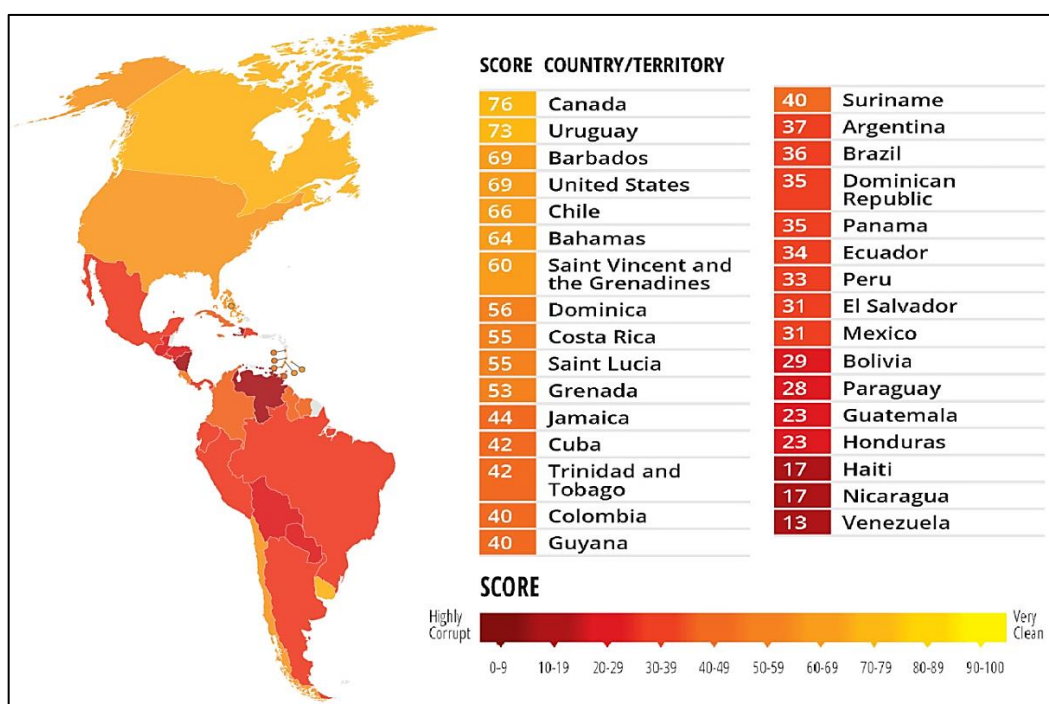 SCORE COUNTRY/TERRITORY
76 Canada
73 Uruguay
69 Barbados
69 United States
66 Chile
64 Bahamas
60 Saint Vincent and
the Grenadines
56 Dominica
55 Costa Rica
55 Saint Lucia
53 Grenada
44 Jamaica
42 Cuba
42 Trinidad and
Tobago
40 Colombia
40 Guyana
40 Suriname
37 Argentina
36 Brazil
35 Dominican
Republic
35 Panama
34 Ecuador
33 Peru
31 El Salvador
31 Mexico
29 Bolivia
28 Paraguay
23 Guatemala
23 Honduras
17 Haiti
17 Nicaragua
13 Venezuela
SCORE
Highly
Corrupt
Very
Clean
0-9 10-19 20-29 30-39 40-49 50-59 60-69 70-79 80-89 90-100